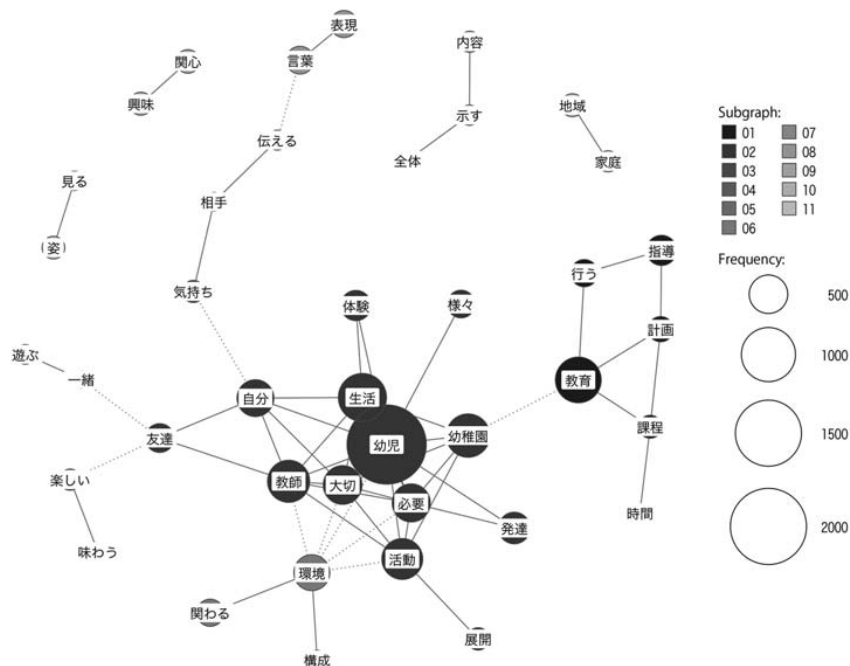 表現
内容
言葉
関心
興味
地域
示す
伝える
全体
家庭
見る
相手
姿
指導
行う
気持ち
体験
様々
計画
遊ぶ
一緒
自分
生活
教育
友達
幼児
幼稚園
課程
楽しい
教師
大切
必要
時間
発達
味わう
環境
活動
関わる
展開
構成
Subgraph:
01 07
02 08
03 09
04 10
05 11
06
Frequency:
500
1000
1500
2000